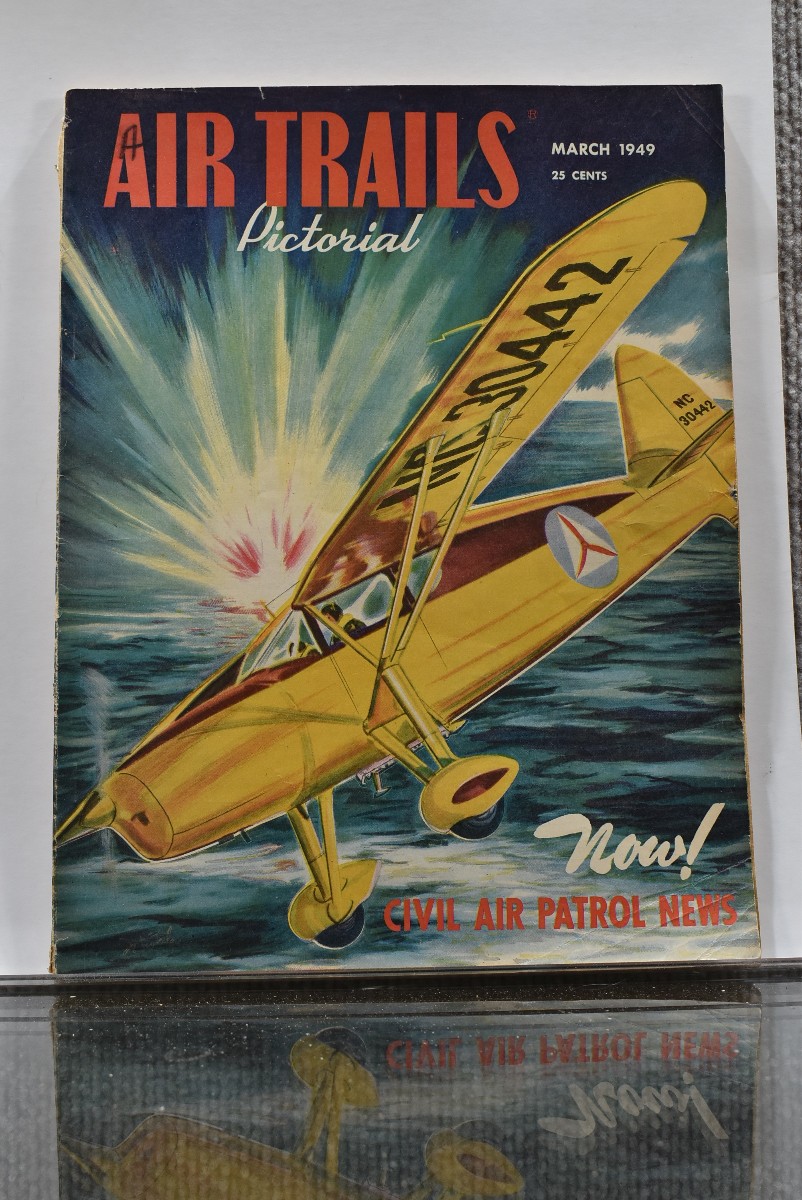 A
AIR TRAILS ®
Pictorial
MARCH 1949
25 CENTS
NC 30442
NC
30442
Now!
CIVIL AIR PATROL NEWS